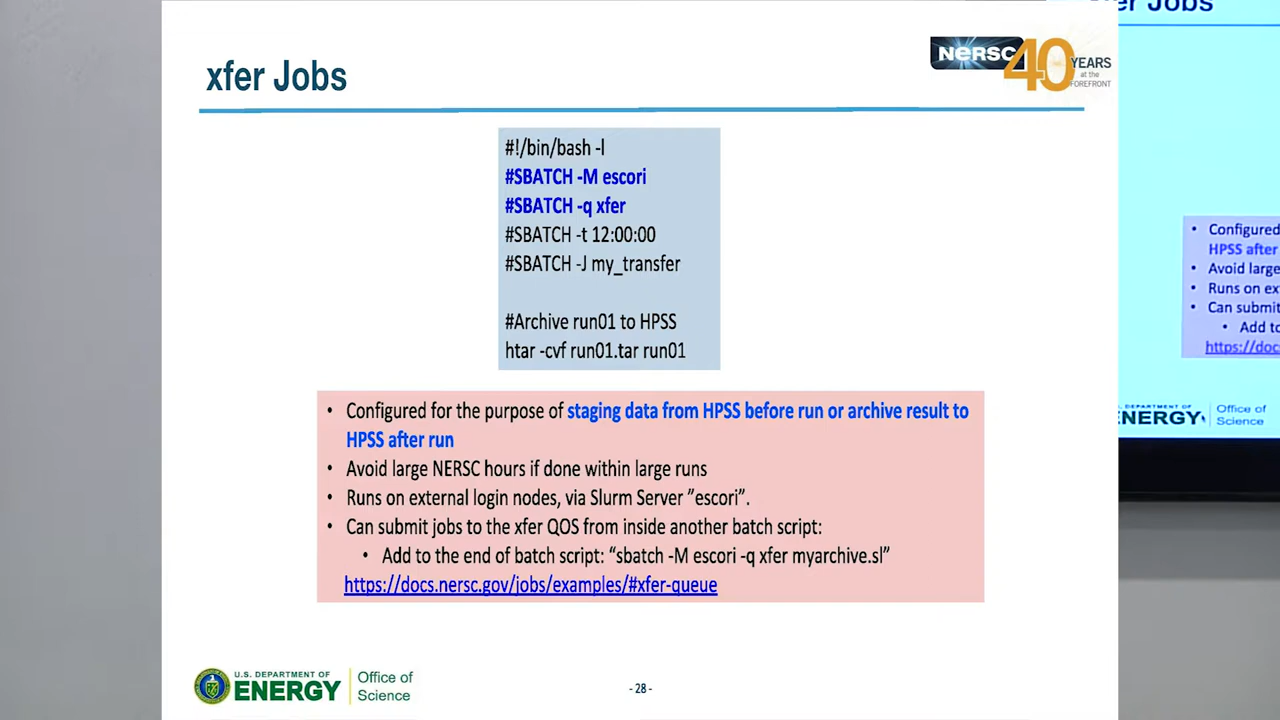 xfer Jobs
NERSC
40 YEARS
at the
FOREFRONT
#!/bin/bash -l
#SBATCH -M escori
#SBATCH -q xfer
#SBATCH -t 12:00:00
#SBATCH -J my_transfer
#Archive run01 to HPSS
htar -cvf run01.tar run01
• Configured for the purpose of staging data from HPSS before run or archive result to
HPSS after run
• Avoid large NERSC hours if done within large runs
• Runs on external login nodes, via Slurm Server ”escori”.
• Can submit jobs to the xfer QOS from inside another batch script:
• Add to the end of batch script: “sbatch -M escori -q xfer myarchive.sl”
https://docs.nersc.gov/jobs/examples/#xfer-queue
U.S. DEPARTMENT OF
ENERGY
Office of
Science
- 28 -
Jobs
• Configured
HPSS after
• Avoid large
• Runs on
• Can submit
• Add
https://doc
ENERGY
Office of
Science